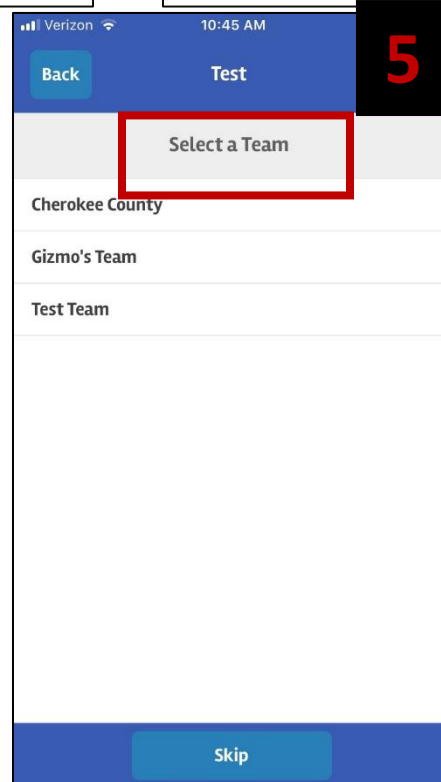 Verizon 10:45 AM
5
Back Test
Select a Team
Cherokee County
Gizmo's Team
Test Team
Skip